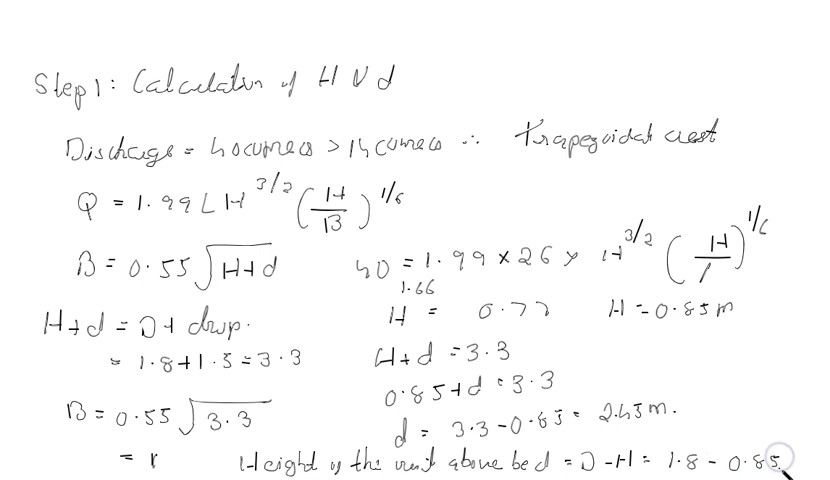 Step 1: Calculation of H & d
Discharge = 40 cumecs > 14 cumecs ∴ Trapezoidal crest
Q = 1.99 L H^3/2 (H/B)^1/6
B = 0.55 √H+d
40 = 1.99 × 26 × H^3/2 (H/1)^1/6
H+d = D + drop.
= 1.8 + 1.5 = 3.3
B = 0.55 √3.3
= 1
H^1.66 = 0.77 H = 0.85 m
H+d = 3.3
0.85+d = 3.3
d = 3.3 - 0.85 = 2.45 m.
Height of the crest above bed = D - H = 1.8 - 0.85